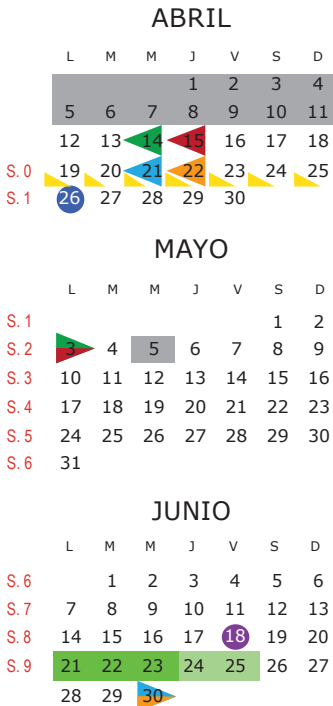 ABRIL
L M M J V S D
1 2 3 4
5 6 7 8 9 10 11
12 13 14 15 16 17 18
S. 0 19 20 21 22 23 24 25
S. 1 26 27 28 29 30
MAYO
L M M J V S D
S. 1 1 2
S. 2 3 4 5 6 7 8 9
S. 3 10 11 12 13 14 15 16
S. 4 17 18 19 20 21 22 23
S. 5 24 25 26 27 28 29 30
S. 6 31
JUNIO
L M M J V S D
S. 6 1 2 3 4 5 6
S. 7 7 8 9 10 11 12 13
S. 8 14 15 16 17 18 19 20
S. 9 21 22 23 24 25 26 27
28 29 30